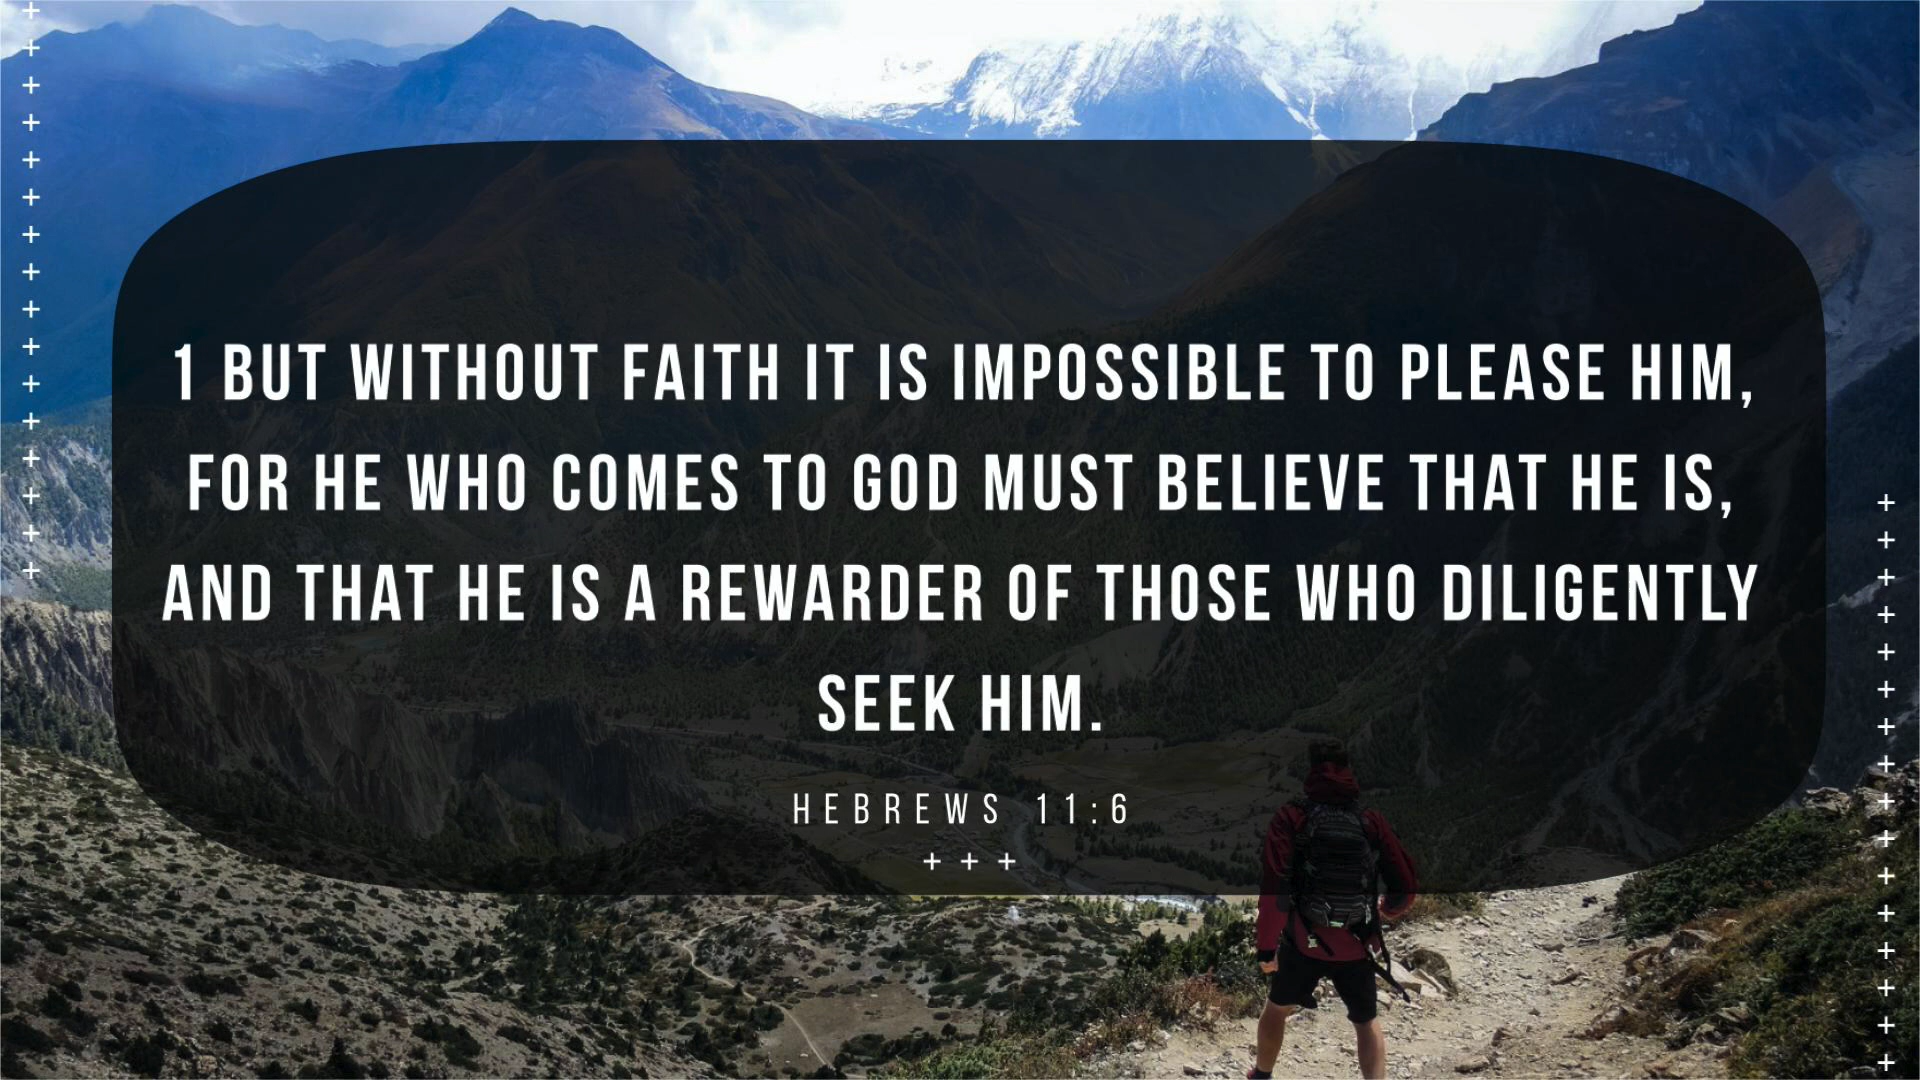 1 BUT WITHOUT FAITH IT IS IMPOSSIBLE TO PLEASE HIM,
FOR HE WHO COMES TO GOD MUST BELIEVE THAT HE IS,
AND THAT HE IS A REWARDER OF THOSE WHO DILIGENTLY
SEEK HIM.
HEBREWS 11:6